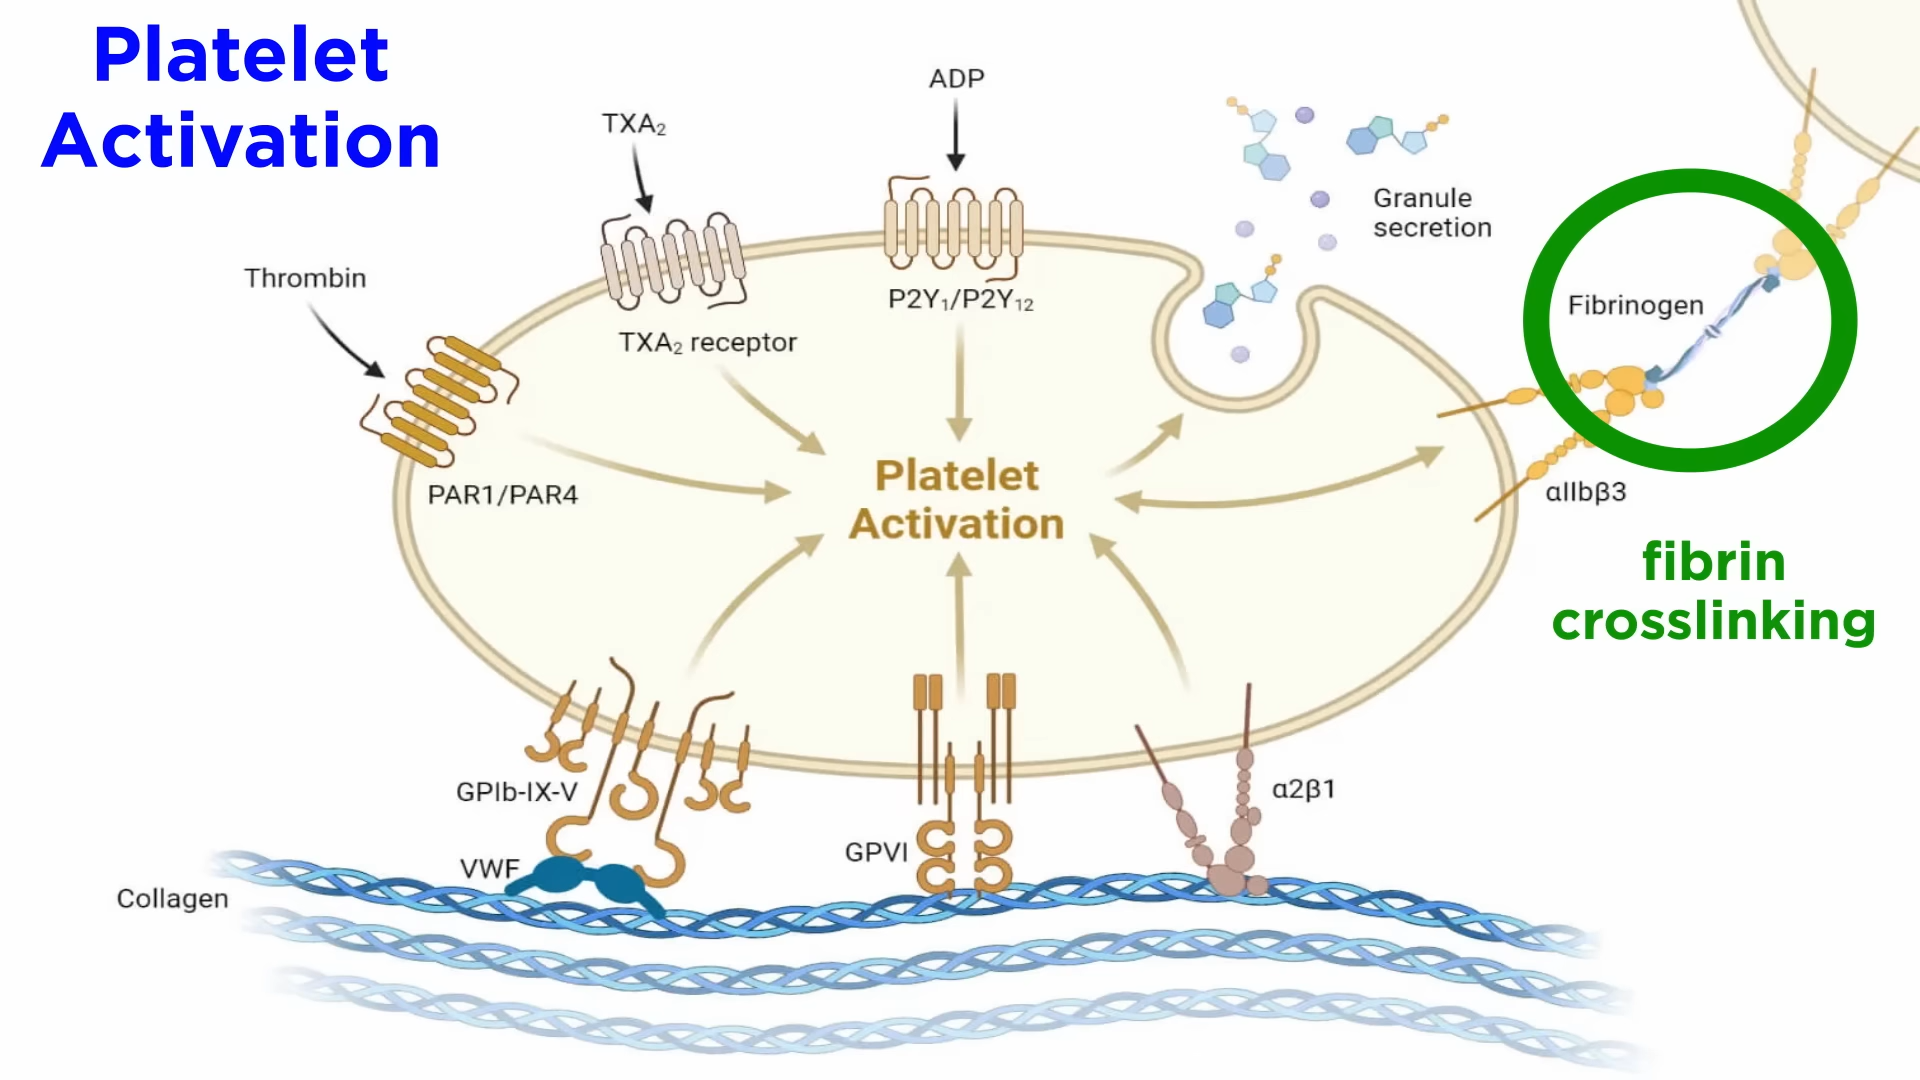 Platelet
Activation
ADP
TXA₂
Granule
secretion
Thrombin
P2Y₁/P2Y₁₂
Fibrinogen
TXA₂ receptor
PAR1/PAR4
Platelet
Activation
αIIbβ3
fibrin
crosslinking
GPIb-IX-V
α2β1
GPVI
VWF
Collagen